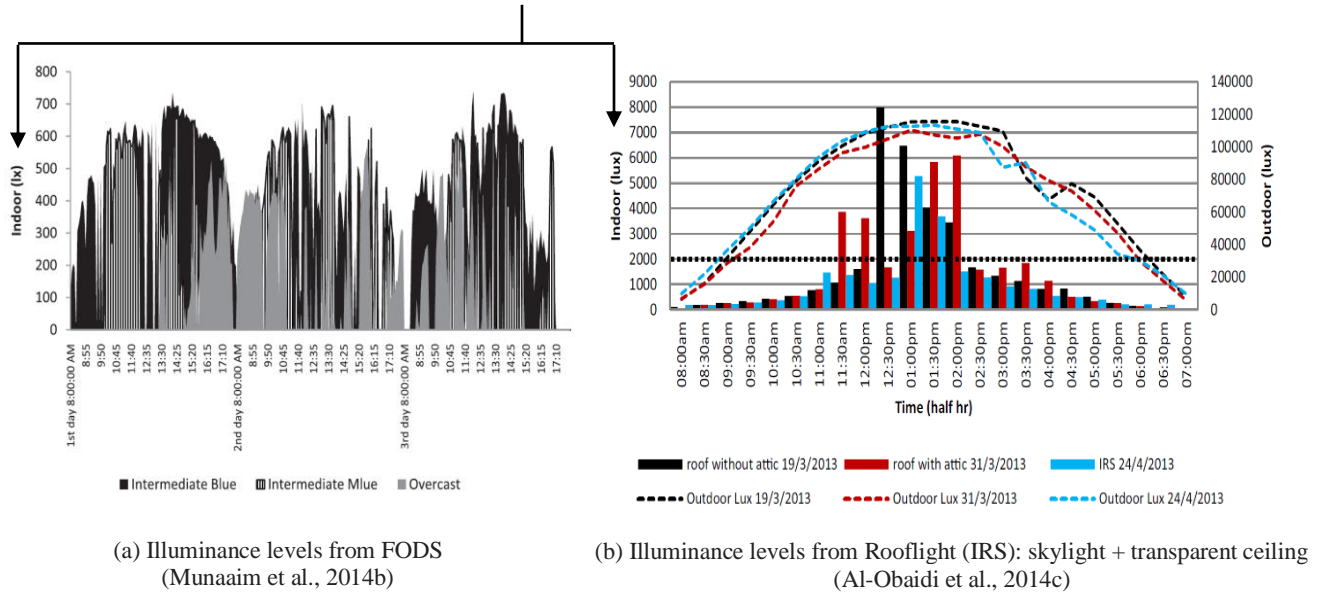 800
700
600
500
400
300
200
100
0
Indoor (lx)
1st day 8:00:00 AM
8:55
9:50
10:45
11:40
12:35
13:30
14:25
15:20
16:15
17:10
2nd day 8:00:00 AM
8:55
9:50
10:45
11:40
12:35
13:30
14:25
15:20
16:15
17:10
3rd day 8:00:00 AM
8:55
9:50
10:45
11:40
12:35
13:30
14:25
15:20
16:15
17:10
Intermediate Blue
Intermediate Mlue
Overcast
(a) Illuminance levels from FODS
(Munaaim et al., 2014b)
9000
8000
7000
6000
5000
4000
3000
2000
1000
0
Indoor (lux)
140000
120000
100000
80000
60000
40000
20000
0
Outdoor (lux)
08:00am
08:30am
09:00am
09:30am
10:00am
10:30am
11:00am
11:30am
12:00pm
12:30pm
01:00pm
01:30pm
02:00pm
02:30pm
03:00pm
03:30pm
04:00pm
04:30pm
05:00pm
05:30pm
06:00pm
06:30pm
07:00pm
Time (half hr)
roof without attic 19/3/2013
roof with attic 31/3/2013
IRS 24/4/2013
Outdoor Lux 19/3/2013
Outdoor Lux 31/3/2013
Outdoor Lux 24/4/2013
(b) Illuminance levels from Rooflight (IRS): skylight + transparent ceiling
(Al-Obaidi et al., 2014c)